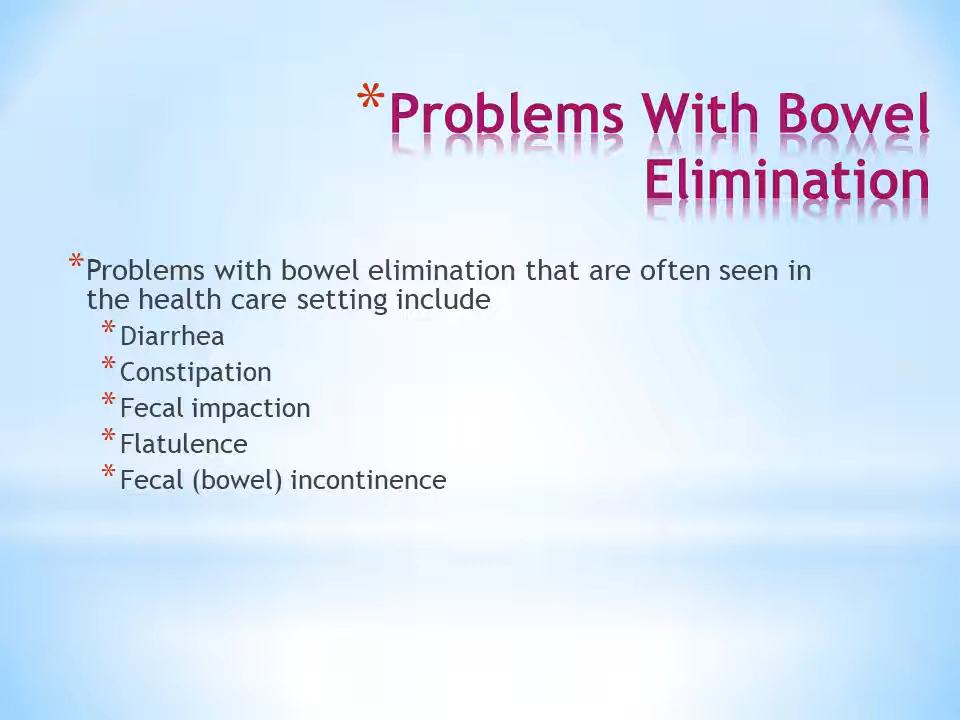 *Problems With Bowel
Elimination
*Problems with bowel elimination that are often seen in
the health care setting include
*Diarrhea
*Constipation
*Fecal impaction
*Flatulence
*Fecal (bowel) incontinence